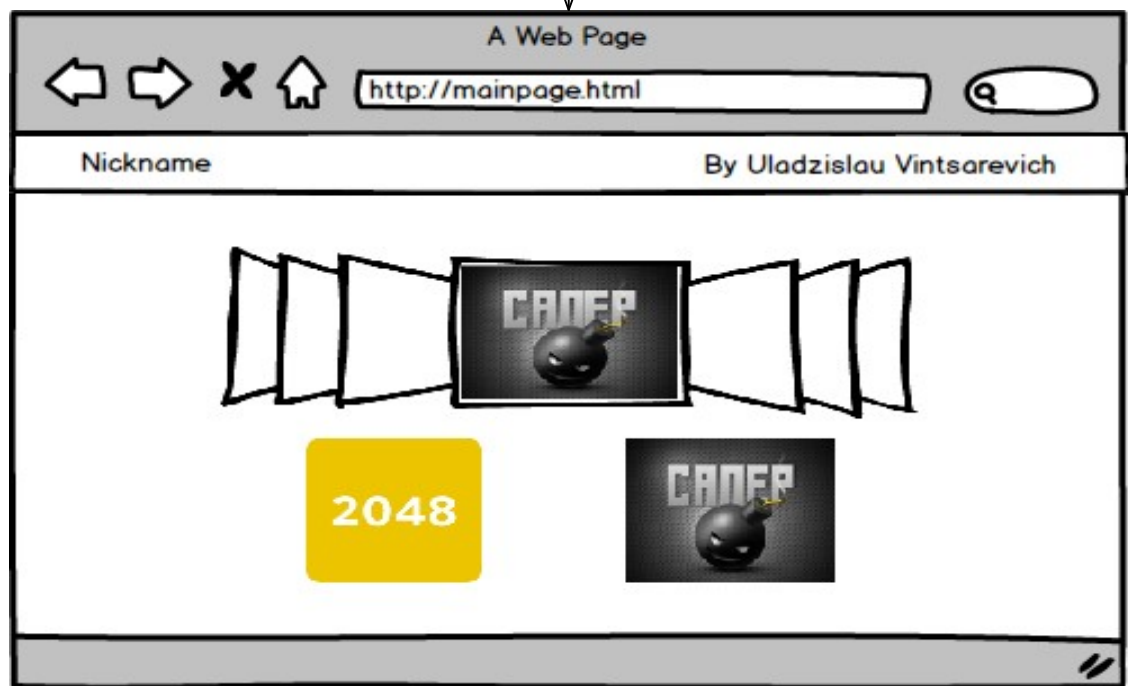 A Web Page
http://mainpage.html
Nickname
By Uladzislau Vintsarevich
САПЕР
2048
САПЕР